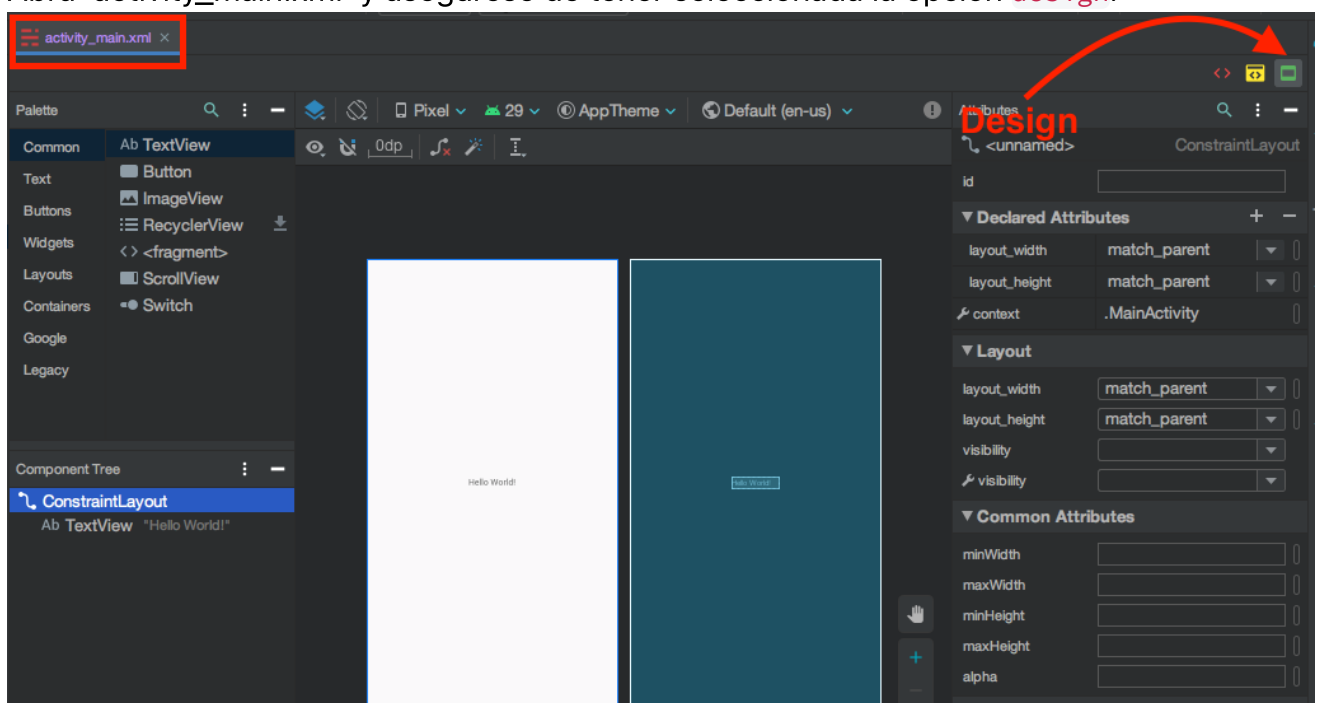 activity_main.xml ×
Design
Palette
Common
Text
Buttons
Widgets
Layouts
Containers
Google
Legacy
Ab TextView
Button
ImageView
RecyclerView
<> <fragment>
ScrollView
Switch
Pixel
29
AppTheme
Default (en-us)
0dp
Component Tree
ConstraintLayout
Ab TextView "Hello World!"
Hello World!
Hello World!
Attributes
<unnamed> ConstraintLayout
id
Declared Attributes + −
layout_width match_parent
layout_height match_parent
context .MainActivity
Layout
layout_width match_parent
layout_height match_parent
visibility
visibility
Common Attributes
minWidth
maxWidth
minHeight
maxHeight
alpha